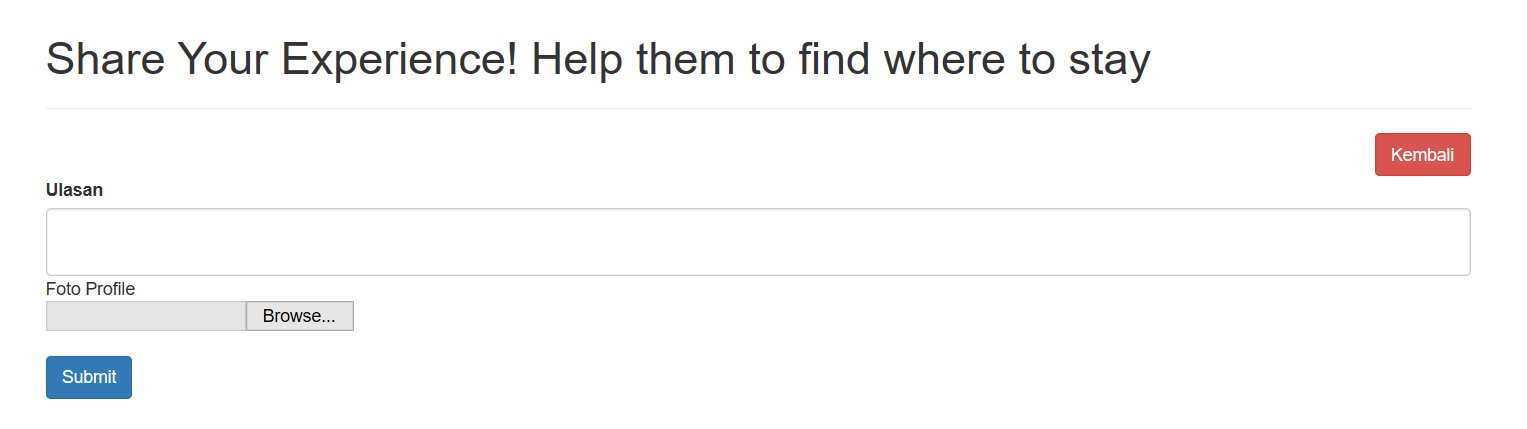 Share Your Experience! Help them to find where to stay
Kembali
Ulasan
Foto Profile
Browse...
Submit